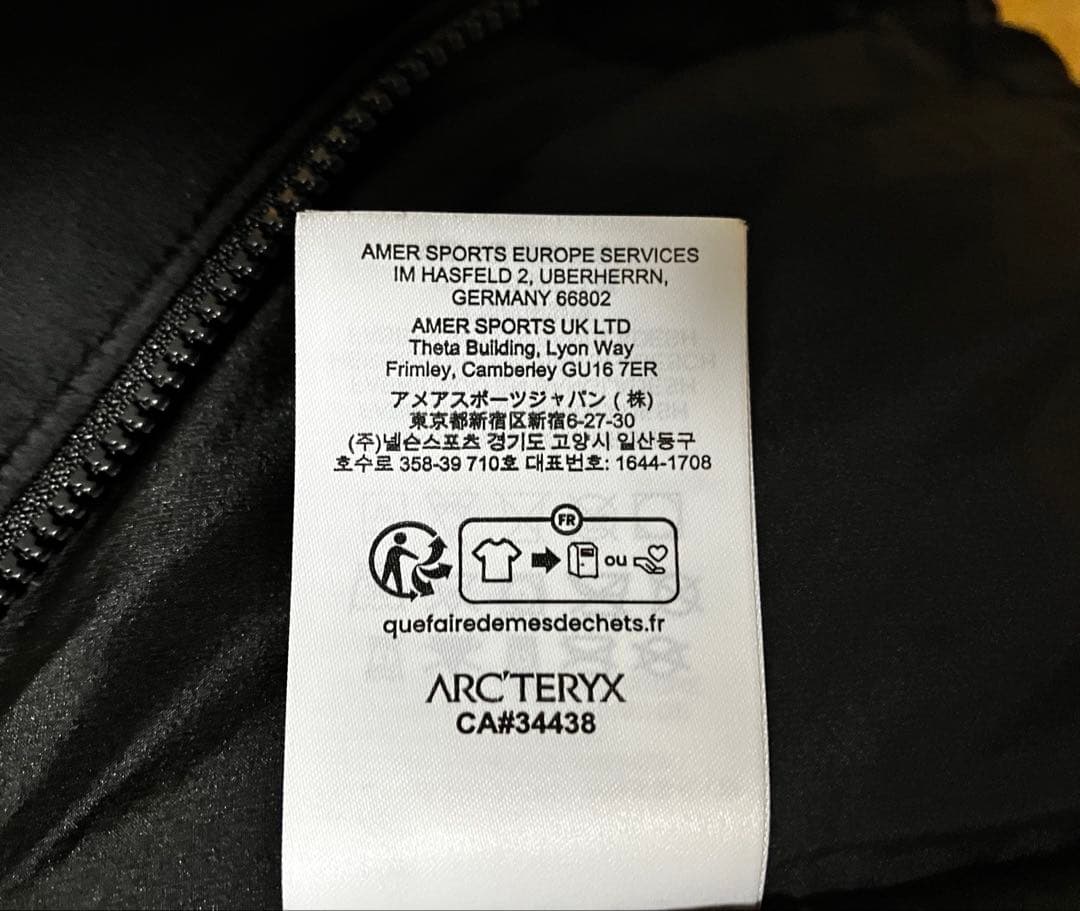 AMER SPORTS EUROPE SERVICES
IM HASFELD 2, UBERHERRN,
GERMANY 66802
AMER SPORTS UK LTD
Theta Building, Lyon Way
Frimley, Camberley GU16 7ER
アメアスポーツジャパン (株)
東京都新宿区新宿6-27-30
(주)넬슨스포츠 경기도 고양시 일산동구
호수로 358-39 710호 대표번호: 1644-1708
FR
ou
quefairedemesdechets.fr
ARC'TERYX
CA#34438